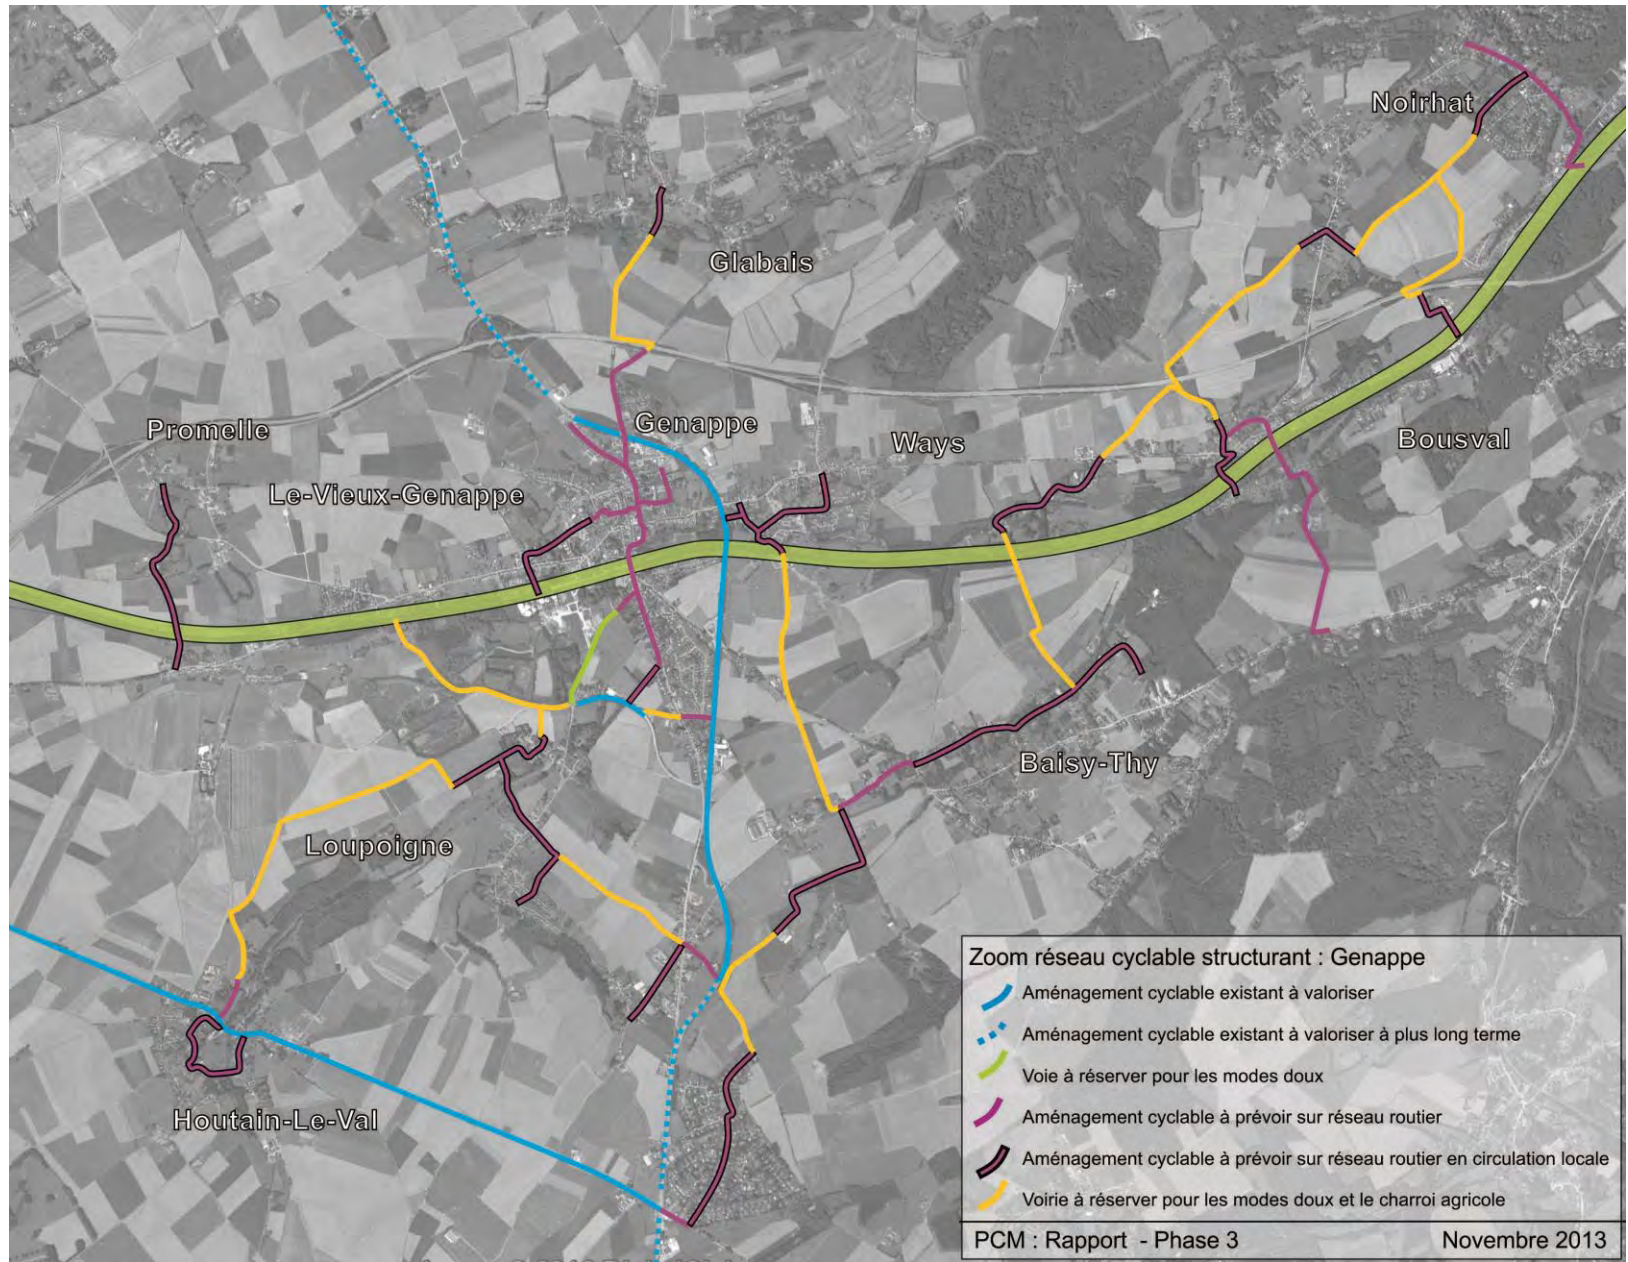 Noirhat
Glabais
Genappe
Promelle
Ways
Bousval
Le-Vieux-Genappe
Baisy-Thy
Loupoigne
Houtain-Le-Val
Zoom réseau cyclable structurant : Genappe
Aménagement cyclable existant à valoriser
Aménagement cyclable existant à valoriser à plus long terme
Voie à réserver pour les modes doux
Aménagement cyclable à prévoir sur réseau routier
Aménagement cyclable à prévoir sur réseau routier en circulation locale
Voirie à réserver pour les modes doux et le charroi agricole
PCM : Rapport - Phase 3 Novembre 2013